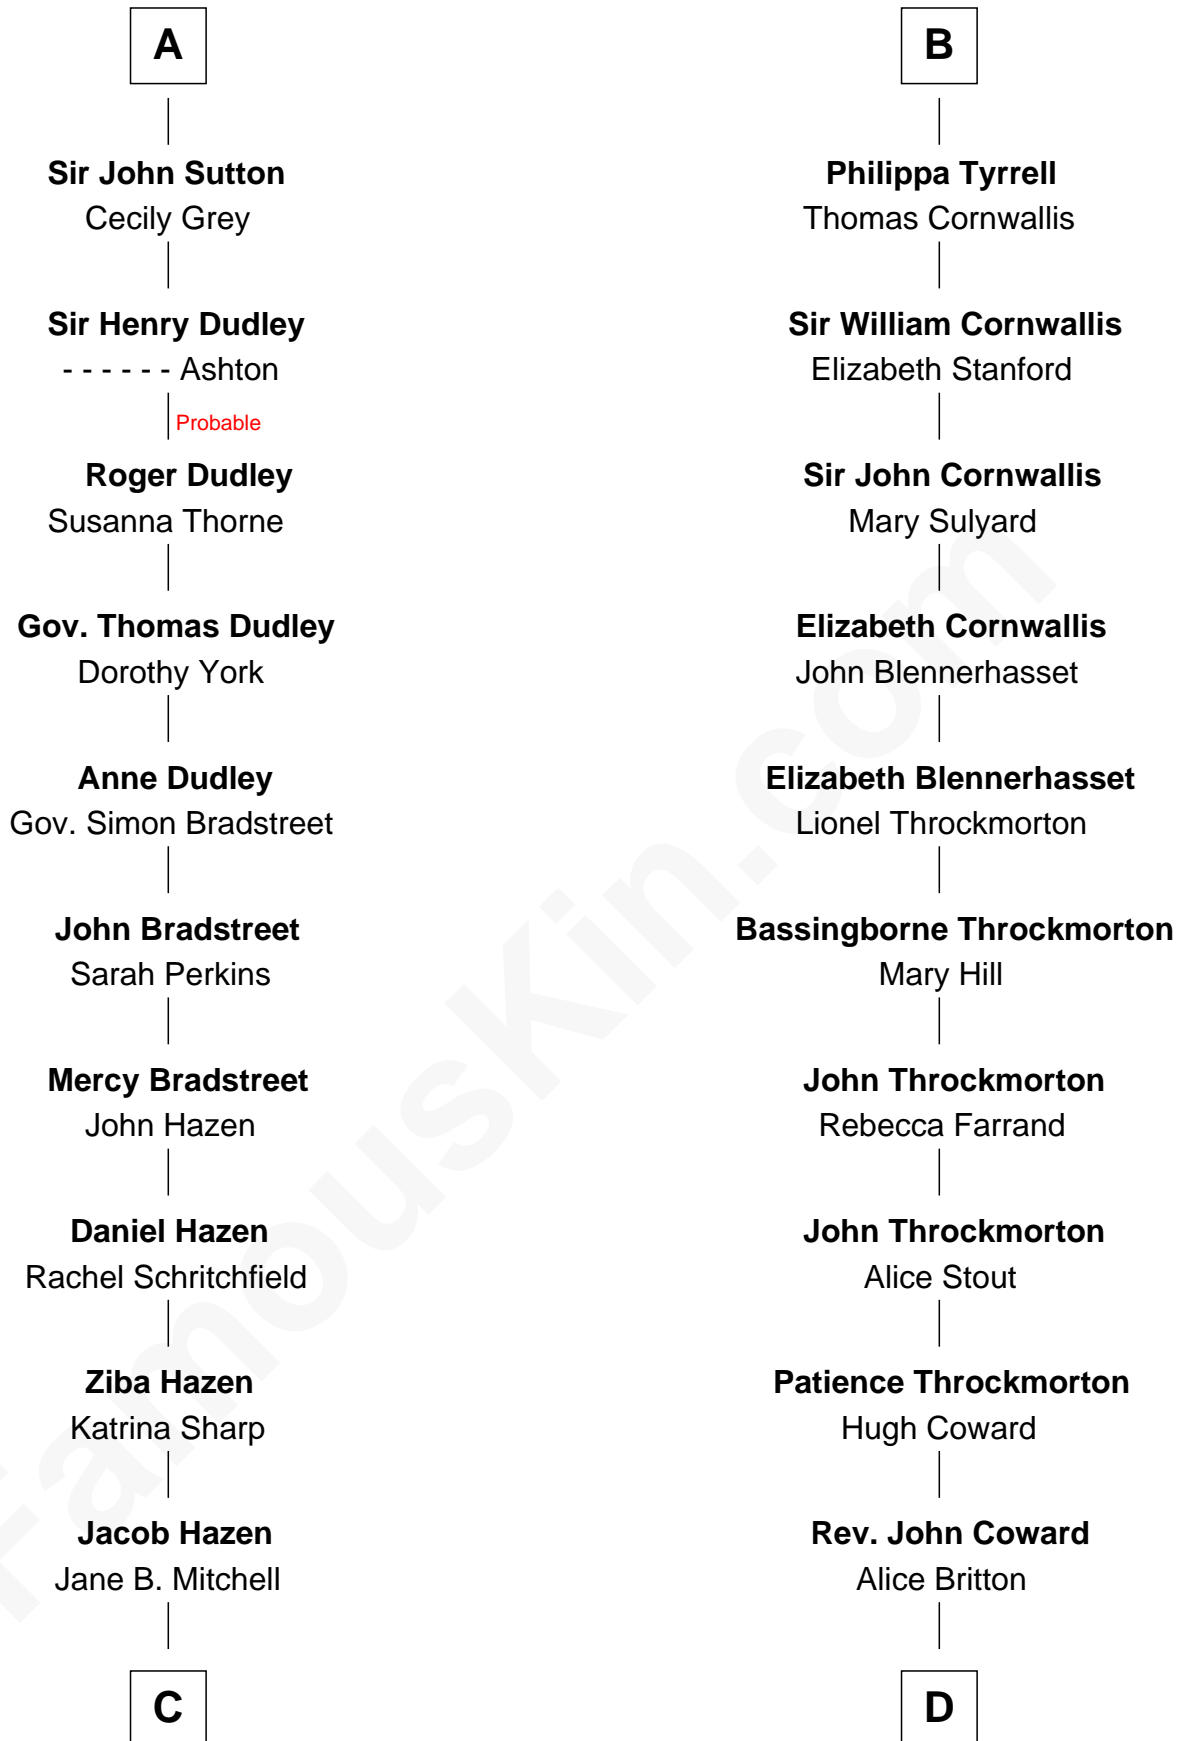 A
Sir John Sutton
Cecily Grey
Sir Henry Dudley
- - - - - - Ashton
Probable
Roger Dudley
Susanna Thorne
Gov. Thomas Dudley
Dorothy York
Anne Dudley
Gov. Simon Bradstreet
John Bradstreet
Sarah Perkins
Mercy Bradstreet
John Hazen
Daniel Hazen
Rachel Schritchfield
Ziba Hazen
Katrina Sharp
Jacob Hazen
Jane B. Mitchell
C
B
Philippa Tyrrell
Thomas Cornwallis
Sir William Cornwallis
Elizabeth Stanford
Sir John Cornwallis
Mary Sulyard
Elizabeth Cornwallis
John Blennerhasset
Elizabeth Blennerhasset
Lionel Throckmorton
Bassingborne Throckmorton
Mary Hill
John Throckmorton
Rebecca Farrand
John Throckmorton
Alice Stout
Patience Throckmorton
Hugh Coward
Rev. John Coward
Alice Britton
D
FamousKin.com